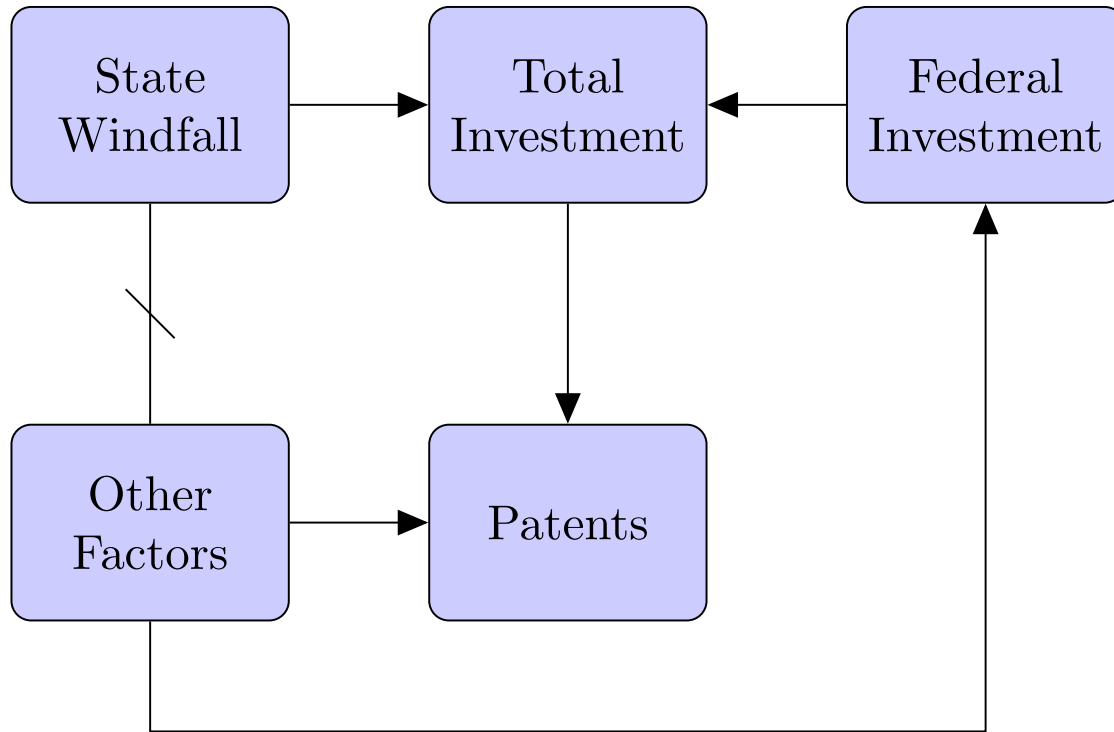 State
Windfall
Total
Investment
Federal
Investment
Other
Factors
Patents